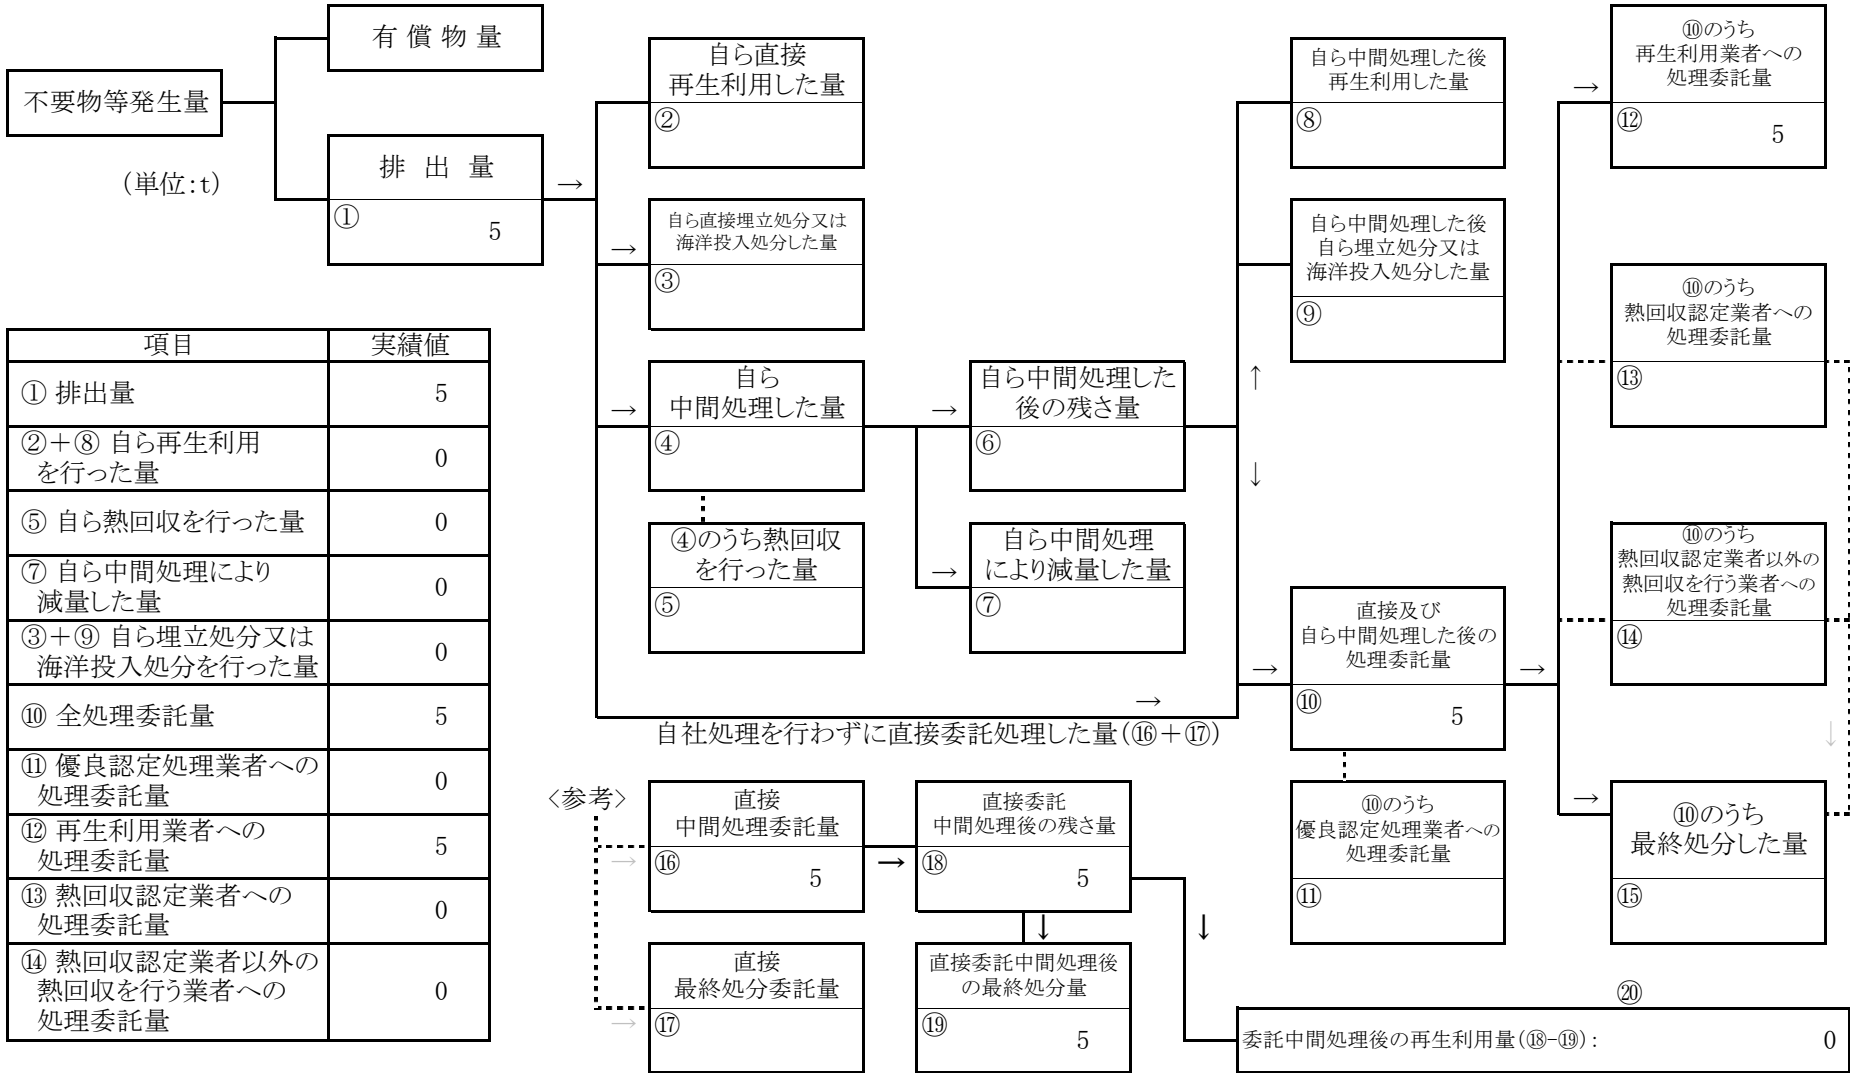 有 償 物 量
不要物等発生量
(単位:t)
排 出 量
①
5
→
自ら直接
再生利用した量
②
→
自ら直接埋立処分又は
海洋投入処分した量
③
→
自ら
中間処理した量
④
④のうち熱回収
を行った量
⑤
→
自ら中間処理した
後の残さ量
⑥
→
自ら中間処理
により減量した量
⑦
自ら中間処理した後
再生利用した量
⑧
自ら中間処理した後
自ら埋立処分又は
海洋投入処分した量
⑨
↑
↓
→
自社処理を行わずに直接委託処理した量(⑯+⑰)
→
直接及び
自ら中間処理した後の
処理委託量
⑩
5
→
⑩のうち
優良認定処理業者への
処理委託量
⑪
→
⑩のうち
再生利用業者への
処理委託量
⑫
5
⑩のうち
熱回収認定業者への
処理委託量
⑬
⑩のうち
熱回収認定業者以外の
熱回収を行う業者への
処理委託量
⑭
↓
→
⑩のうち
最終処分した量
⑮
項目 実績値
① 排出量 5
②+⑧ 自ら再生利用
を行った量 0
⑤ 自ら熱回収を行った量 0
⑦ 自ら中間処理により
減量した量 0
③+⑨ 自ら埋立処分又は
海洋投入処分を行った量 0
⑩ 全処理委託量 5
⑪ 優良認定処理業者への
処理委託量 0
⑫ 再生利用業者への
処理委託量 5
⑬ 熱回収認定業者への
処理委託量 0
⑭ 熱回収認定業者以外の
熱回収を行う業者への
処理委託量 0
<参考>
→
直接
中間処理委託量
⑯
5
→
直接委託
中間処理後の残さ量
⑱
5
↓
↓
→
直接
最終処分委託量
⑰
直接委託中間処理後
の最終処分量
⑲
5
⑳
委託中間処理後の再生利用量(⑱-⑲): 0